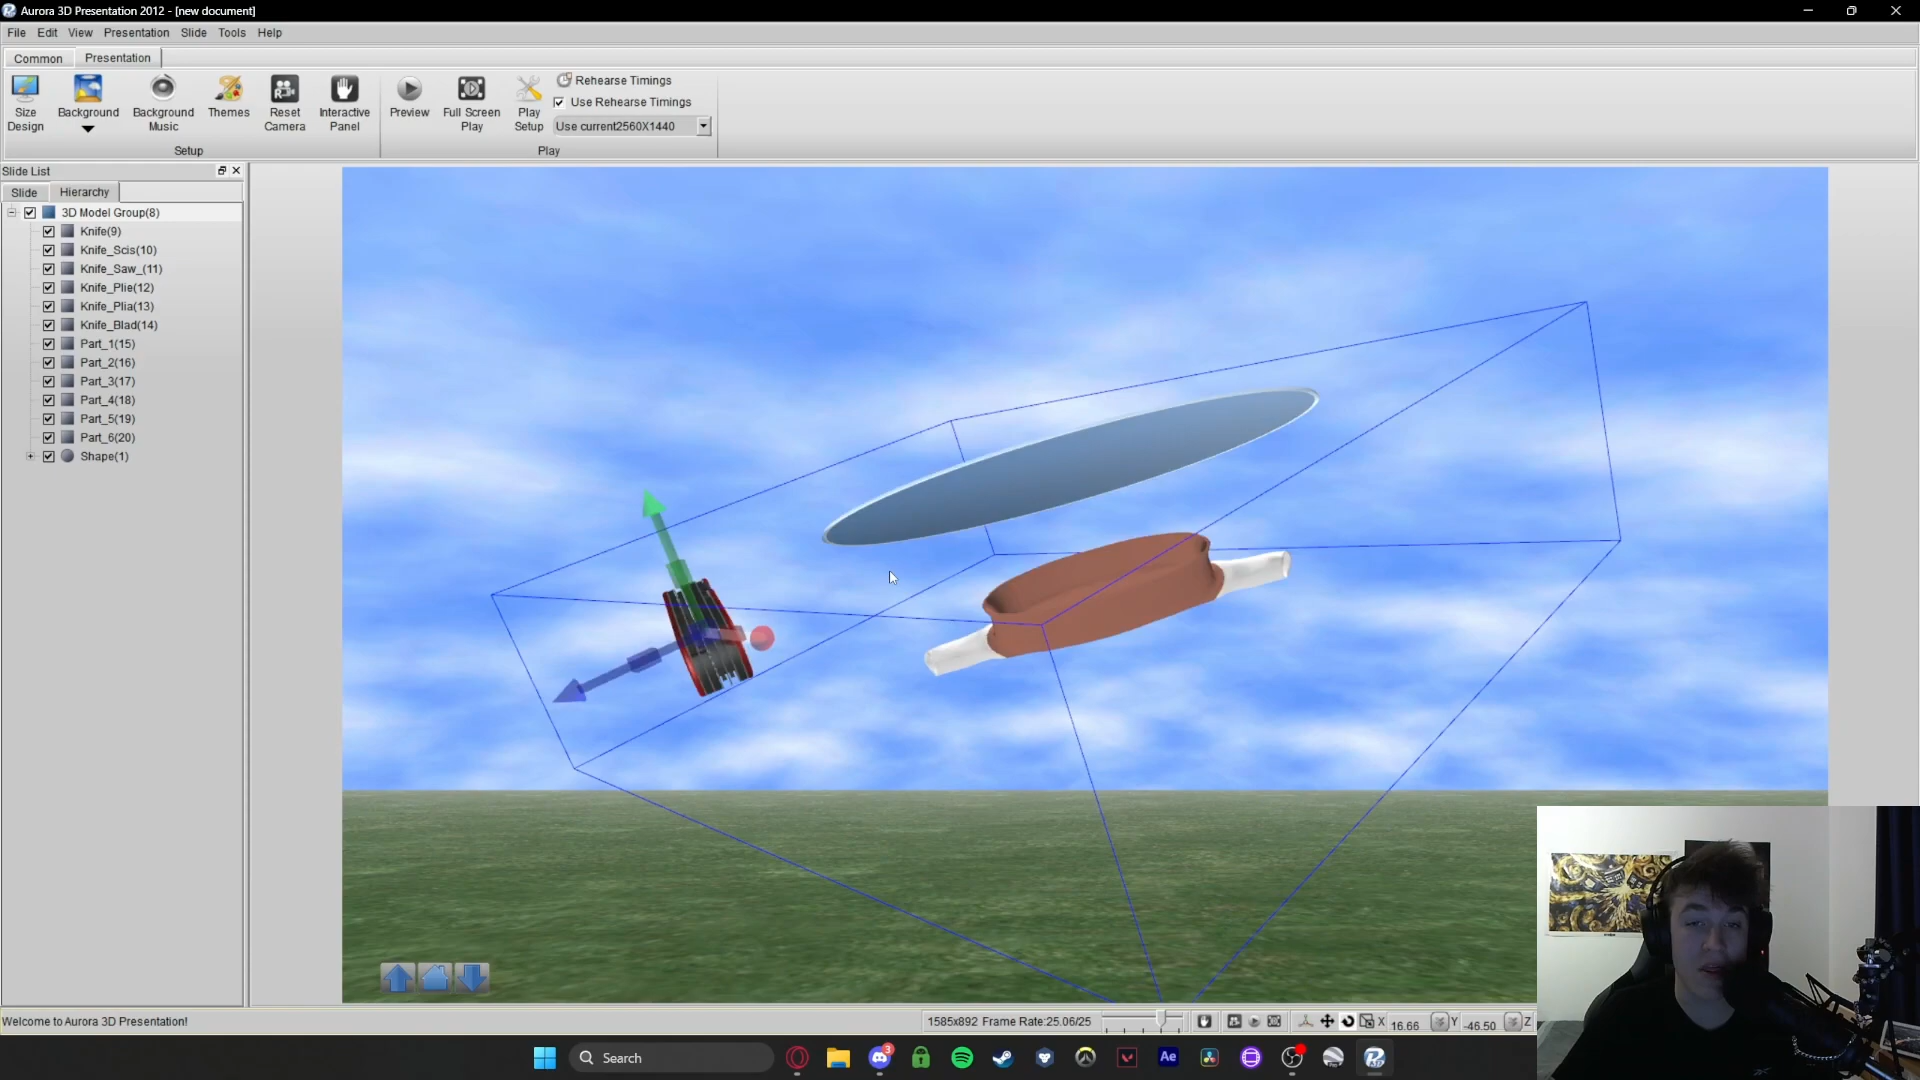 Aurora 3D Presentation 2012 - [new document]
File Edit View Presentation Slide Tools Help
Common Presentation
Size Design
Background
Background Music
Themes
Reset Camera
Interactive Panel
Setup
Preview
Full Screen Play
Play Setup
Rehearse Timings
Use Rehearse Timings
Use current2560X1440
Play
Slide List
Slide Hierarchy
3D Model Group(8)
Knife(9)
Knife_Scis(10)
Knife_Saw_(11)
Knife_Plie(12)
Knife_Plia(13)
Knife_Blad(14)
Part_1(15)
Part_2(16)
Part_3(17)
Part_4(18)
Part_5(19)
Part_6(20)
Shape(1)
Welcome to Aurora 3D Presentation!
1585x892 Frame Rate:25.06/25
X 16.66 Y -46.50 Z
Search
3
Ae